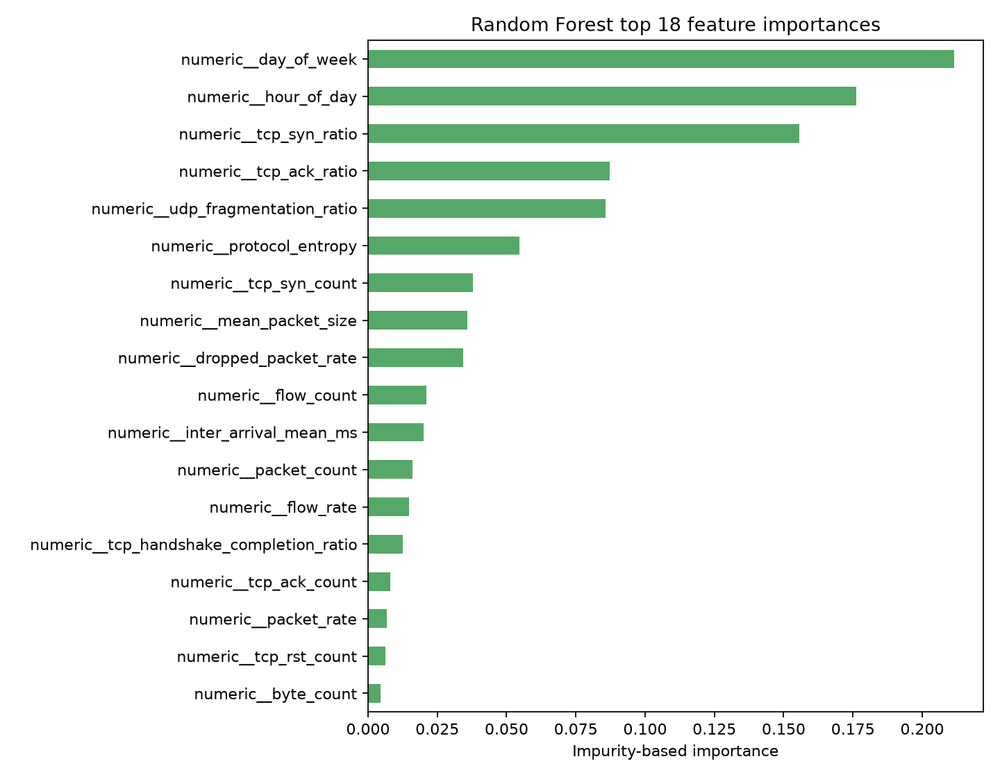 Random Forest top 18 feature importances
numeric__day_of_week
numeric__hour_of_day
numeric__tcp_syn_ratio
numeric__tcp_ack_ratio
numeric__udp_fragmentation_ratio
numeric__protocol_entropy
numeric__tcp_syn_count
numeric__mean_packet_size
numeric__dropped_packet_rate
numeric__flow_count
numeric__inter_arrival_mean_ms
numeric__packet_count
numeric__flow_rate
numeric__tcp_handshake_completion_ratio
numeric__tcp_ack_count
numeric__packet_rate
numeric__tcp_rst_count
numeric__byte_count
0.000 0.025 0.050 0.075 0.100 0.125 0.150 0.175 0.200
Impurity-based importance